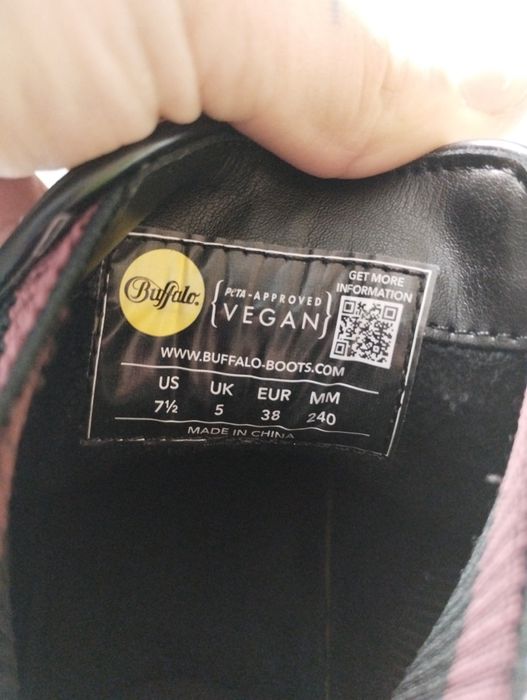 Buffalo.
PETA-APPROVED
VEGAN
GET MORE
INFORMATION
WWW.BUFFALO-BOOTS.COM
US UK EUR MM
7½ 5 38 240
MADE IN CHINA